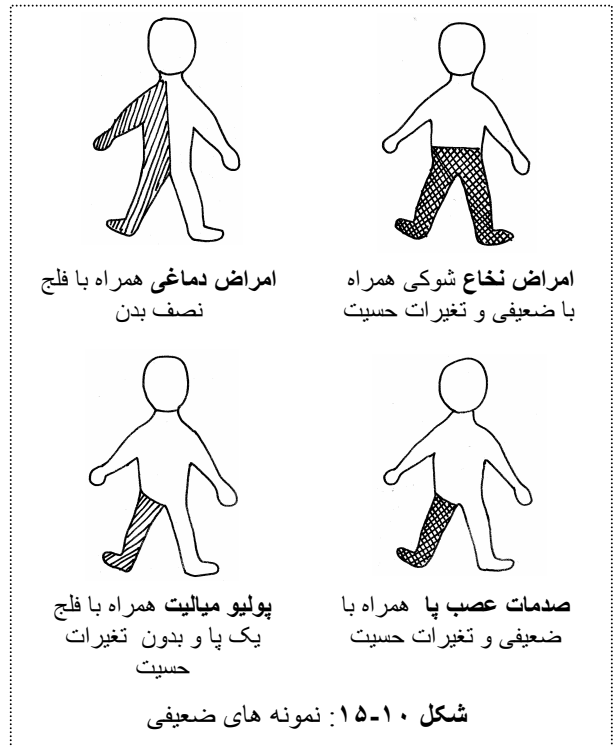 امراض نخاع شوکی همراه
با ضعیفی و تغیرات حسیت
امراض دماغی همراه با فلج
نصف بدن
صدمات عصب پا همراه با
ضعیفی و تغیرات حسیت
پولیو میالیت همراه با فلج
یک پا و بدون تغیرات
حسیت
شکل ۱۰-۱۵: نمونه های ضعیفی